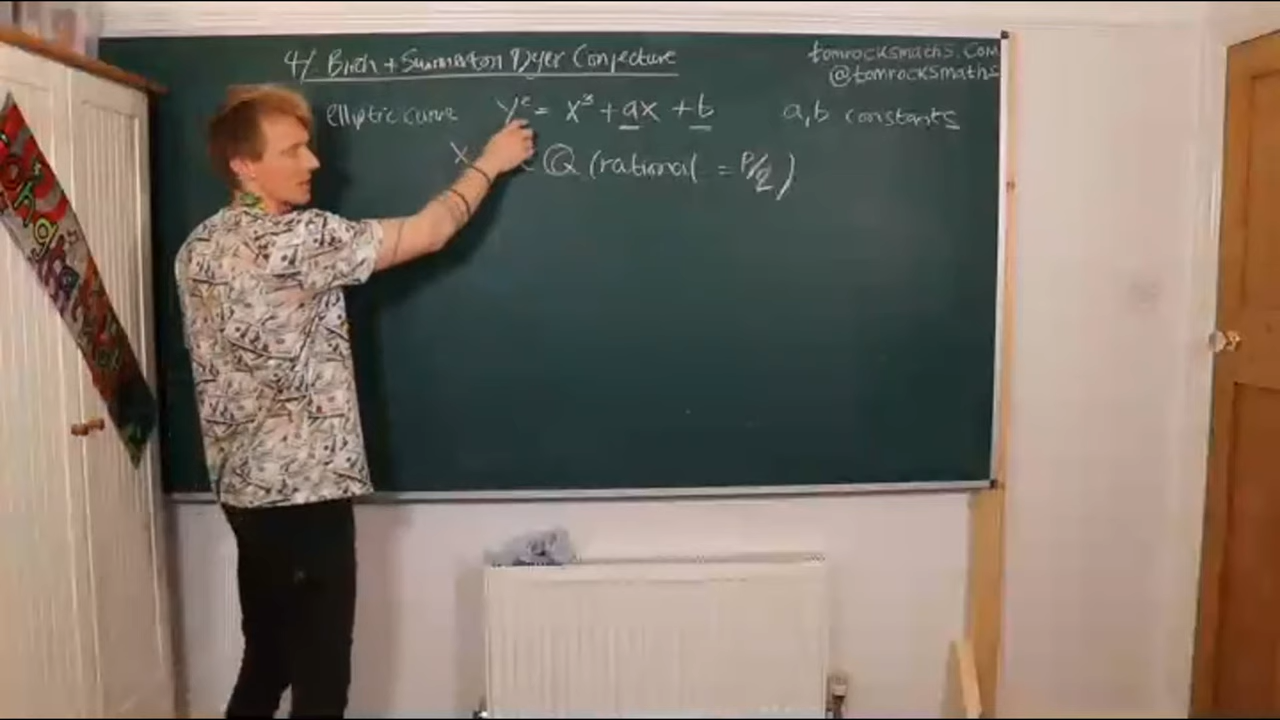 4/ Birch + Swinnerton Dyer Conjecture
tomrocksmaths.com
@tomrocksmaths
elliptic curve y² = x³ + ax + b a,b constants
x ℚ (rational = P/q)